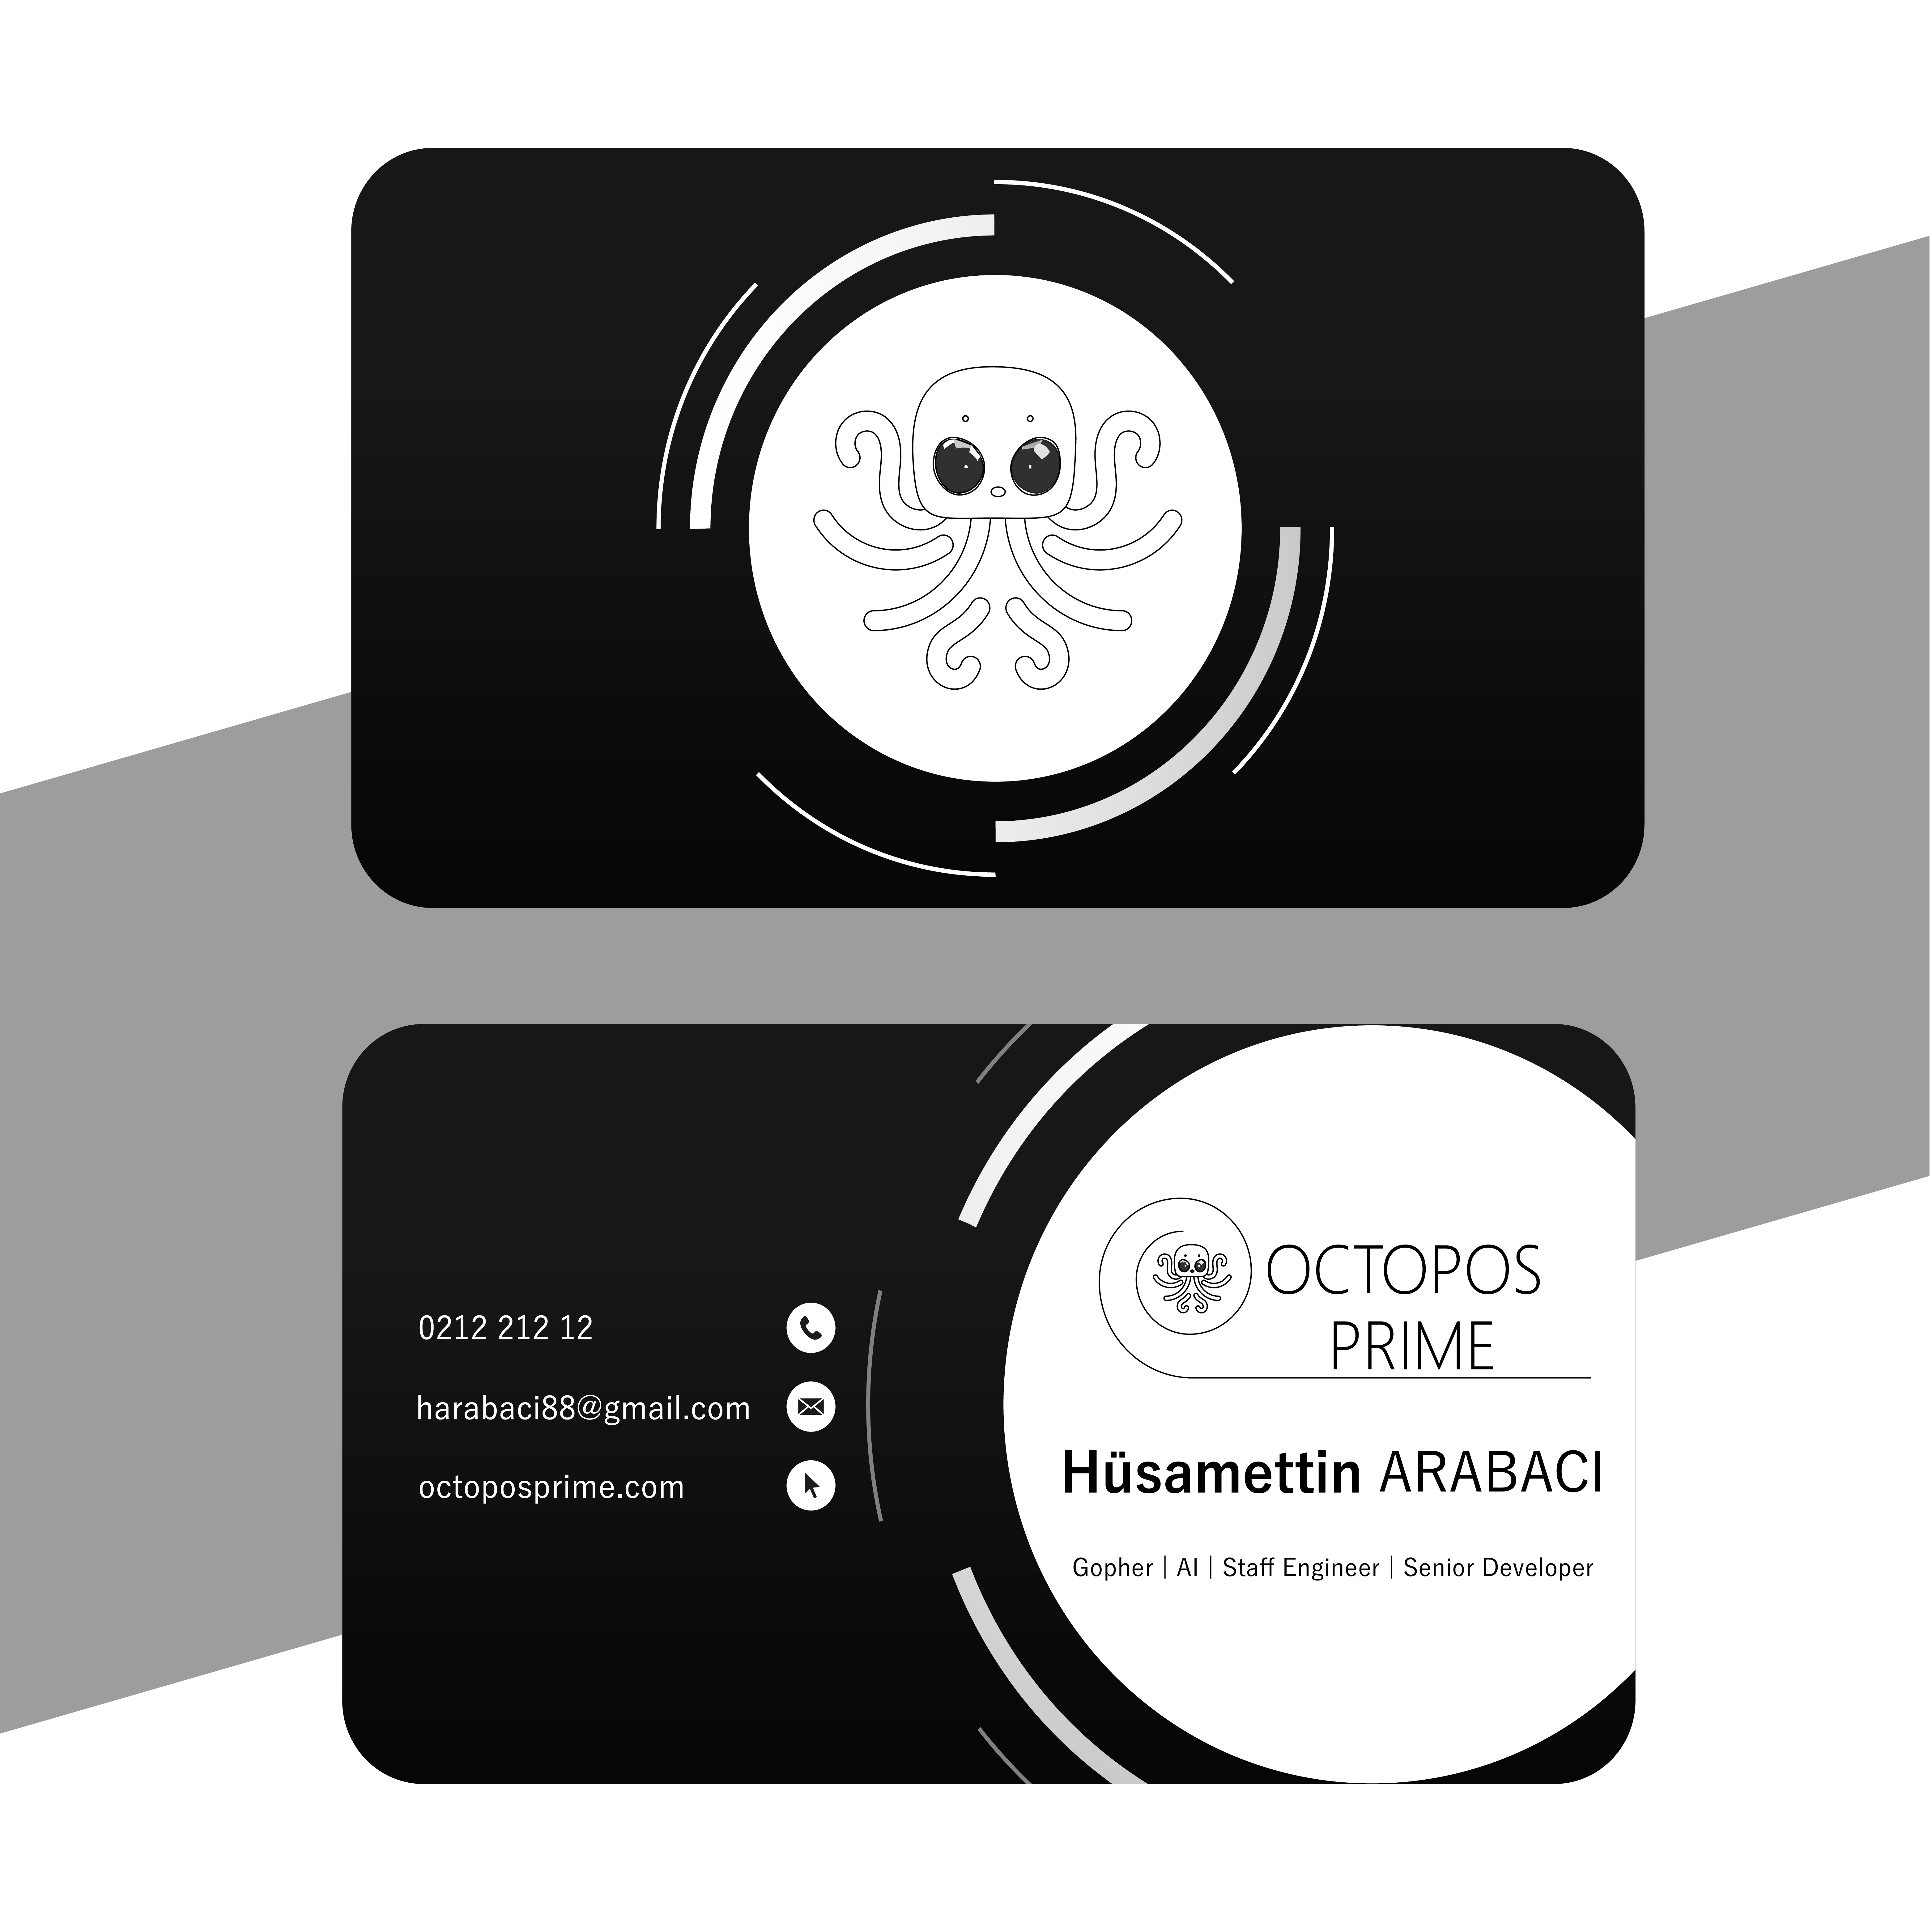 0212 212 12
harabaci88@gmail.com
octoposprime.com
OCTOPOS
PRIME
Hüsamettin ARABACI
Gopher | AI | Staff Engineer | Senior Developer